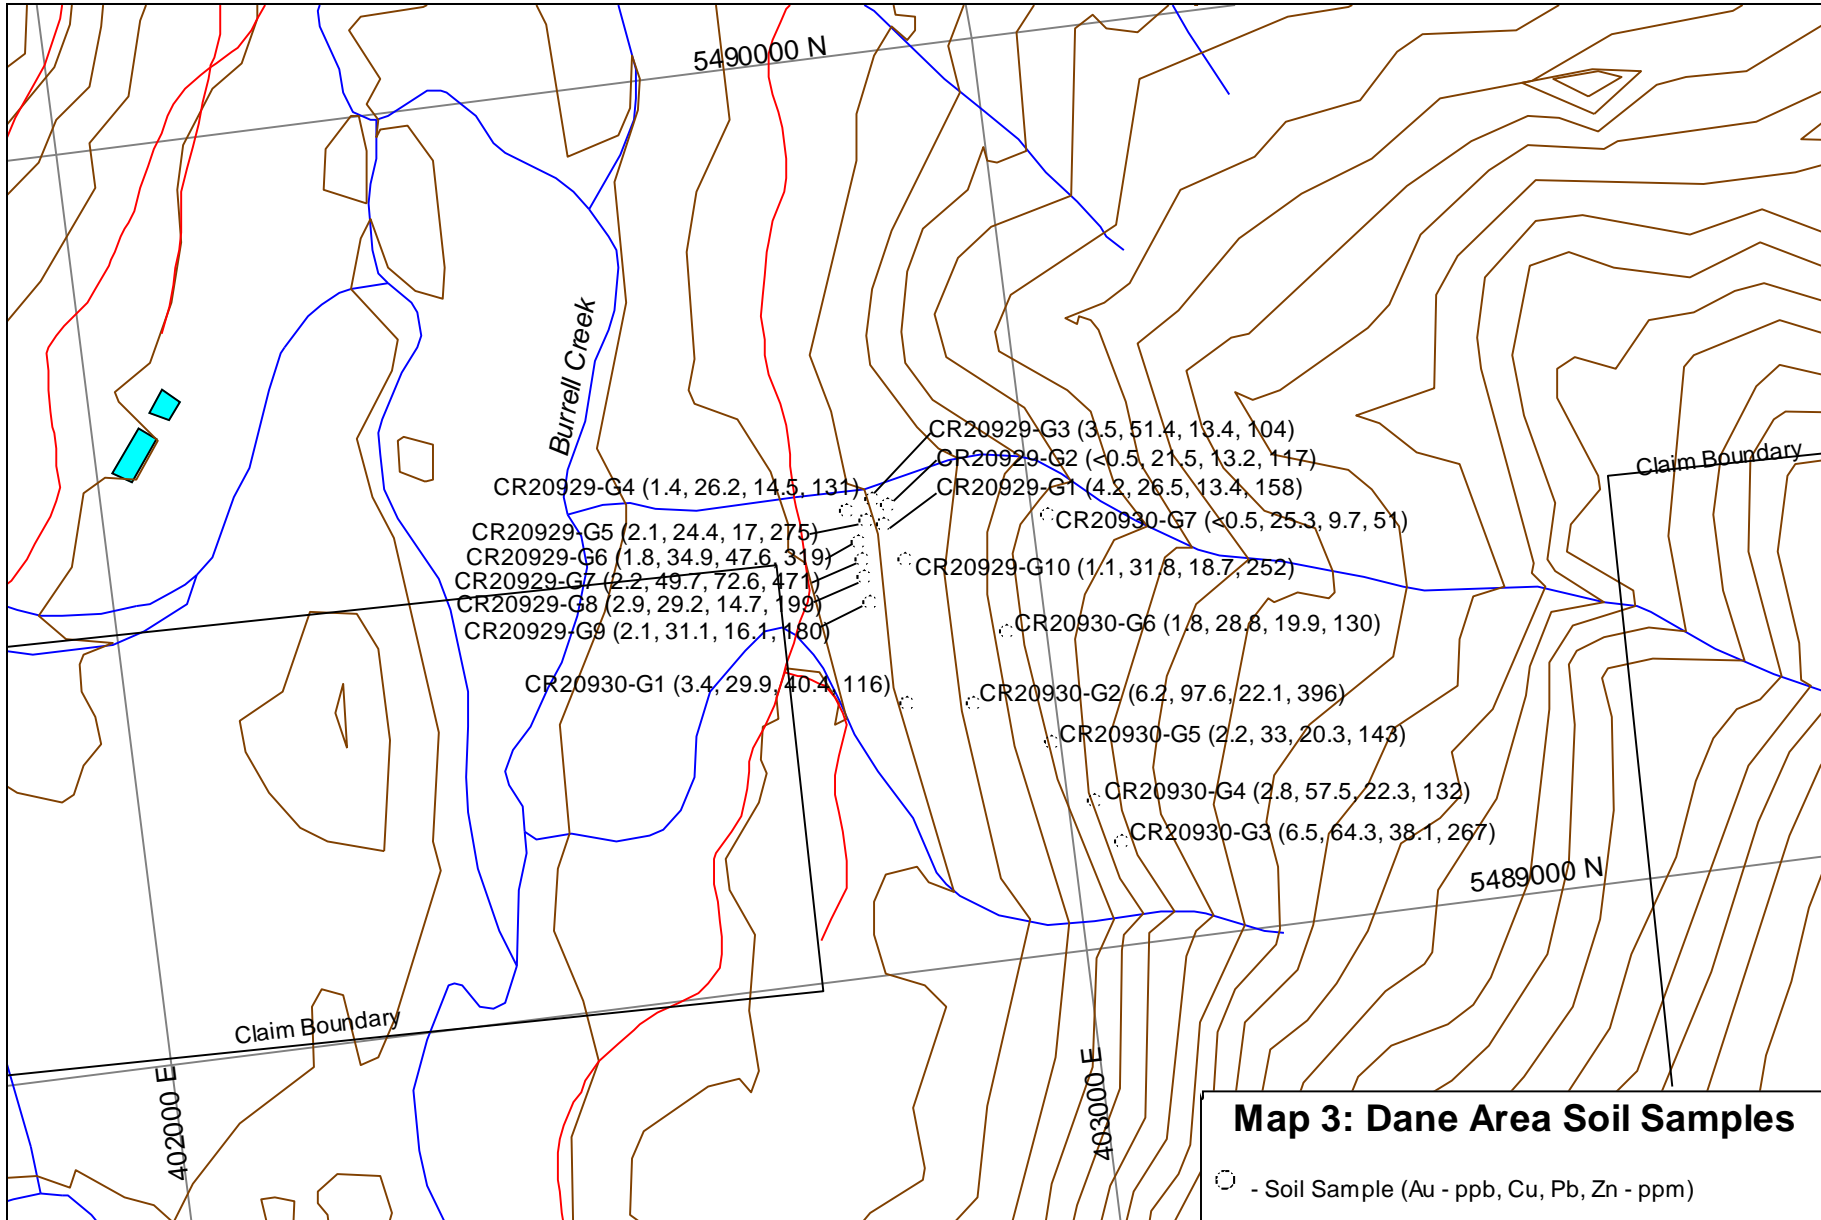 5490000 N
Burrell Creek
CR20929-G3 (3.5, 51.4, 13.4, 104)
CR20929-G2 (<0.5, 21.5, 13.2, 117)
Claim Boundary
CR20929-G4 (1.4, 26.2, 14.5, 131)
CR20929-G1 (4.2, 26.5, 13.4, 158)
CR20930-G7 (<0.5, 25.3, 9.7, 51)
CR20929-G5 (2.1, 24.4, 17, 275)
CR20929-G6 (1.8, 34.9, 47.6, 319)
CR20929-G10 (1.1, 31.8, 18.7, 252)
CR20929-G7 (2.2, 49.7, 72.6, 471)
CR20929-G8 (2.9, 29.2, 14.7, 199)
CR20930-G6 (1.8, 28.8, 19.9, 130)
CR20929-G9 (2.1, 31.1, 16.1, 180)
CR20930-G1 (3.4, 29.9, 40.4, 116)
CR20930-G2 (6.2, 97.6, 22.1, 396)
CR20930-G5 (2.2, 33, 20.3, 143)
CR20930-G4 (2.8, 57.5, 22.3, 132)
CR20930-G3 (6.5, 64.3, 38.1, 267)
5489000 N
Claim Boundary
402000 E
403000 E
Map 3: Dane Area Soil Samples
- Soil Sample (Au - ppb, Cu, Pb, Zn - ppm)